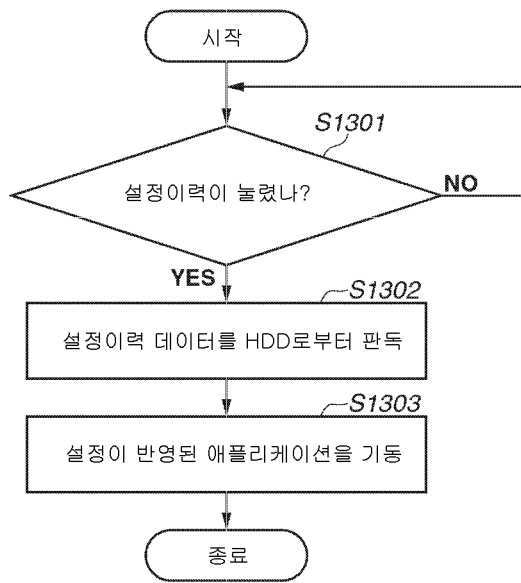 시작
S1301
설정이력이 눌렸나?
NO
YES
S1302
설정이력 데이터를 HDD로부터 판독
S1303
설정이 반영된 애플리케이션을 기동
종료